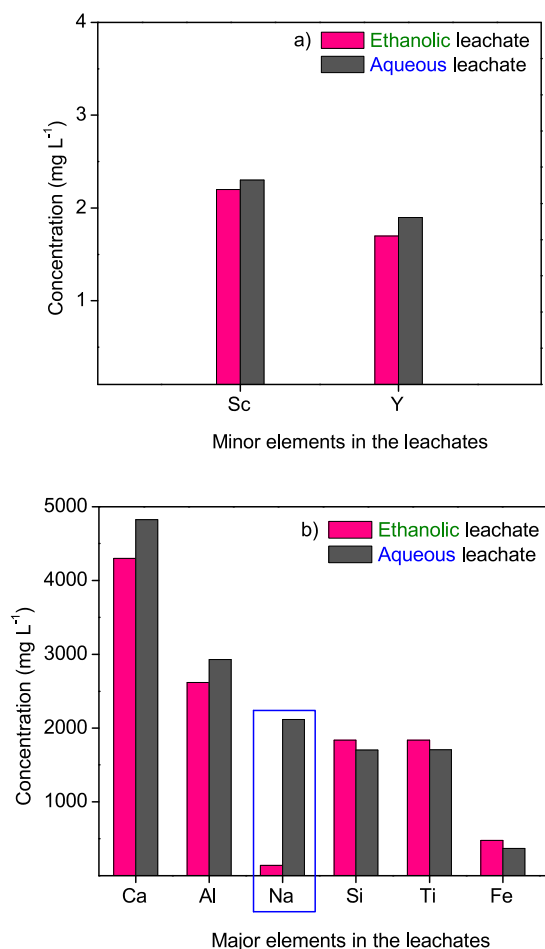 4
3
2
1
Concentration (mg L⁻¹)
a) Ethanolic leachate
Aqueous leachate
Sc Y
Minor elements in the leachates
5000
4000
3000
2000
1000
Concentration (mg L⁻¹)
b) Ethanolic leachate
Aqueous leachate
Ca Al Na Si Ti Fe
Major elements in the leachates